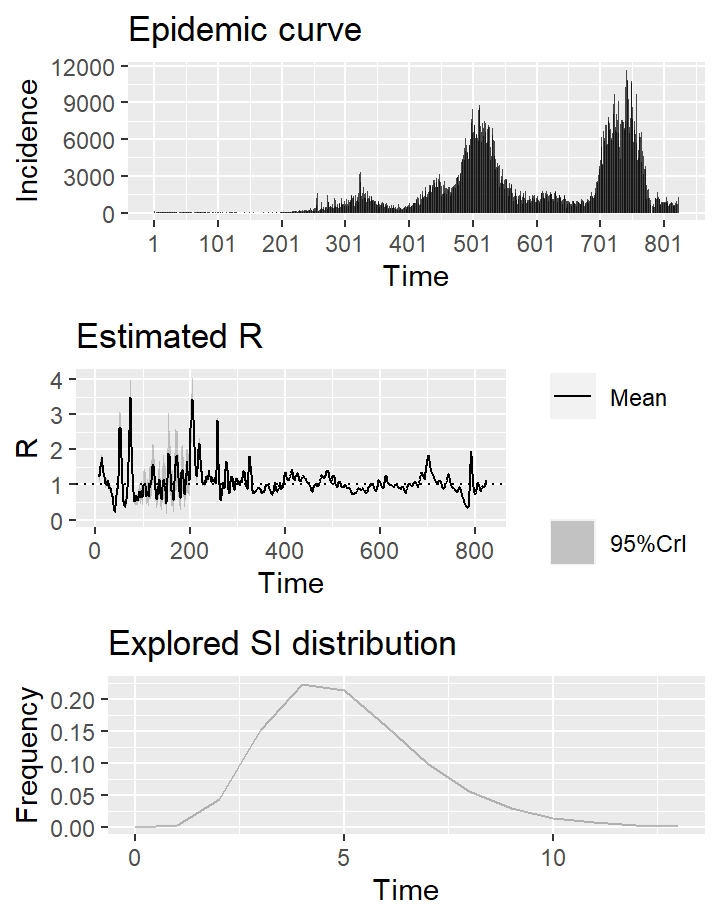 Epidemic curve
12000
9000
6000
3000
0
Incidence
1 101 201 301 401 501 601 701 801
Time
Estimated R
4
3
2
1
0
R
0 200 400 600 800
Time
Mean
95%CrI
Explored SI distribution
0.20
0.15
0.10
0.05
0.00
Frequency
0 5 10
Time